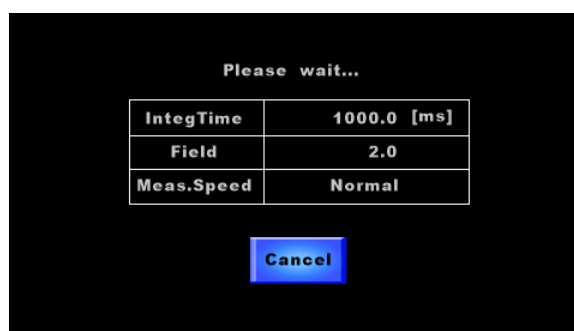 Please wait...
IntegTime 1000.0 [ms]
Field 2.0
Meas.Speed Normal
Cancel